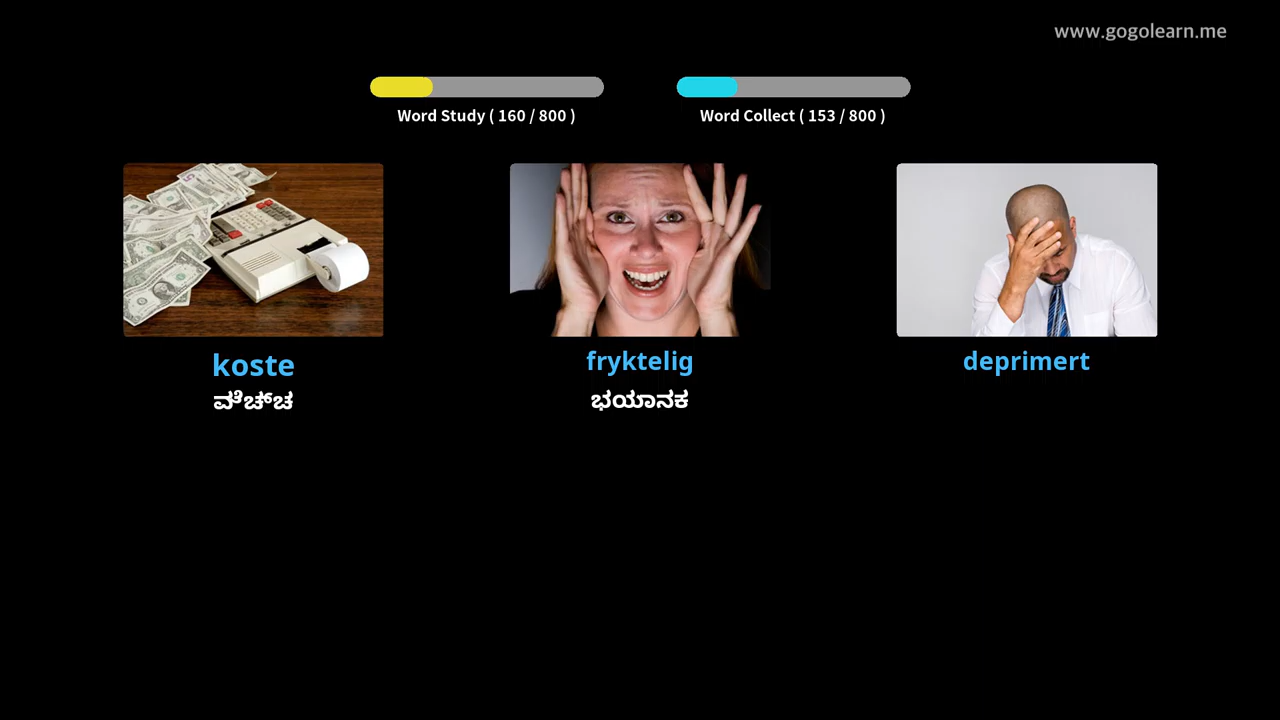 www.gogolearn.me
Word Study ( 160 / 800 )
Word Collect ( 153 / 800 )
koste
ವೆಚ್ಚ
fryktelig
ಭಯಾನಕ
deprimert